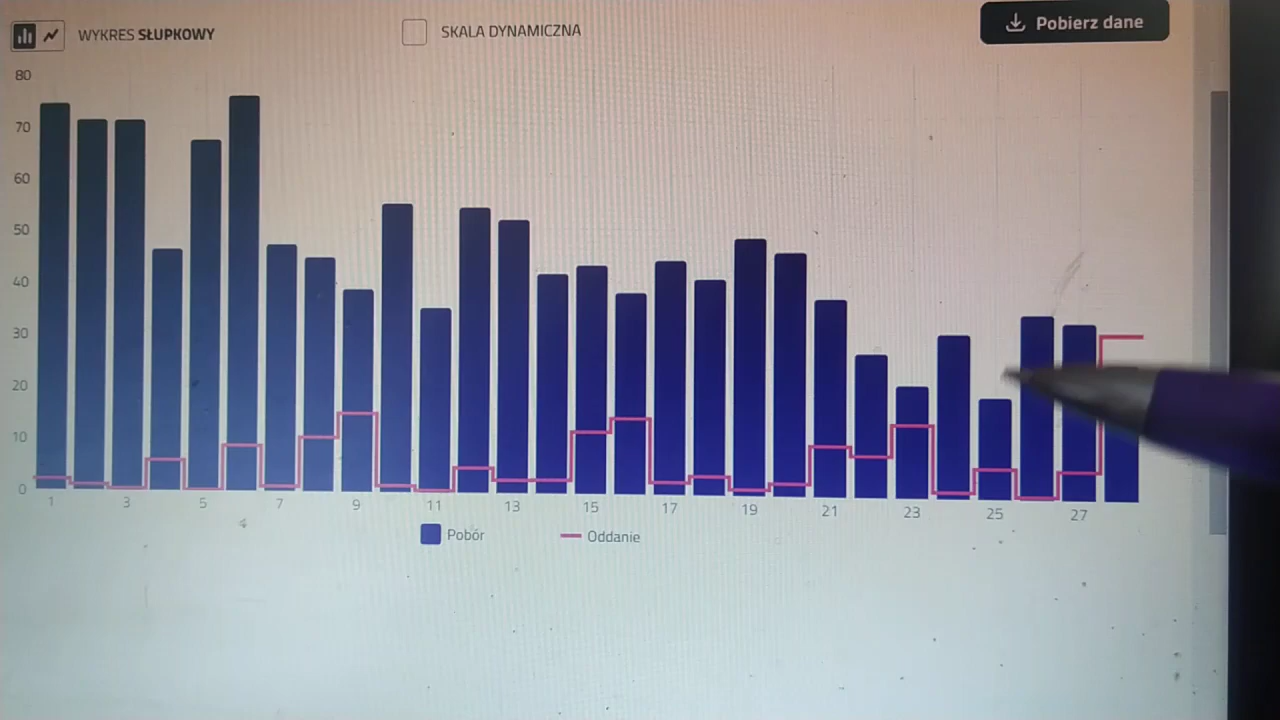 WYKRES SŁUPKOWY
SKALA DYNAMICZNA
Pobierz dane
80
70
60
50
40
30
20
10
0
1 3 5 7 9 11 13 15 17 19 21 23 25 27
Pobór Oddanie